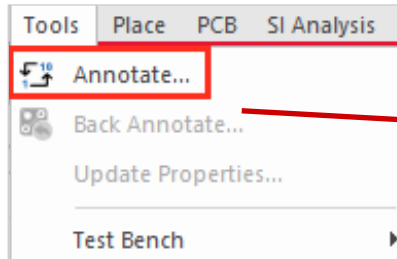 Tools Place PCB SI Analysis
Annotate...
Back Annotate...
Update Properties...
Test Bench